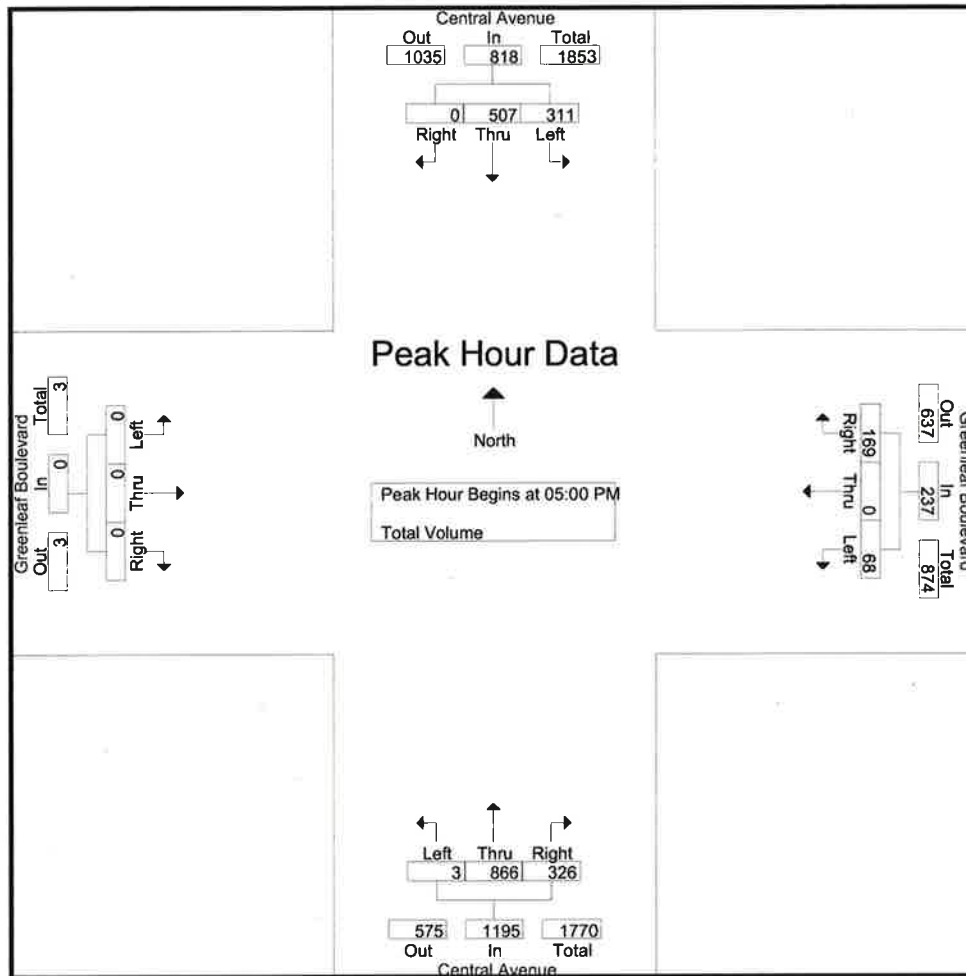 Central Avenue
Out In Total
1035 818 1853
0 507 311
Right Thru Left
Peak Hour Data
North
Peak Hour Begins at 05:00 PM
Total Volume
Greenleaf Boulevard
Total In Out
3 0 3
0 0 0
Left Thru Right
Greenleaf Boulevard
Out In Total
637 237 874
169 0 68
Right Thru Left
Left Thru Right
3 866 326
575 1195 1770
Out In Total
Central Avenue